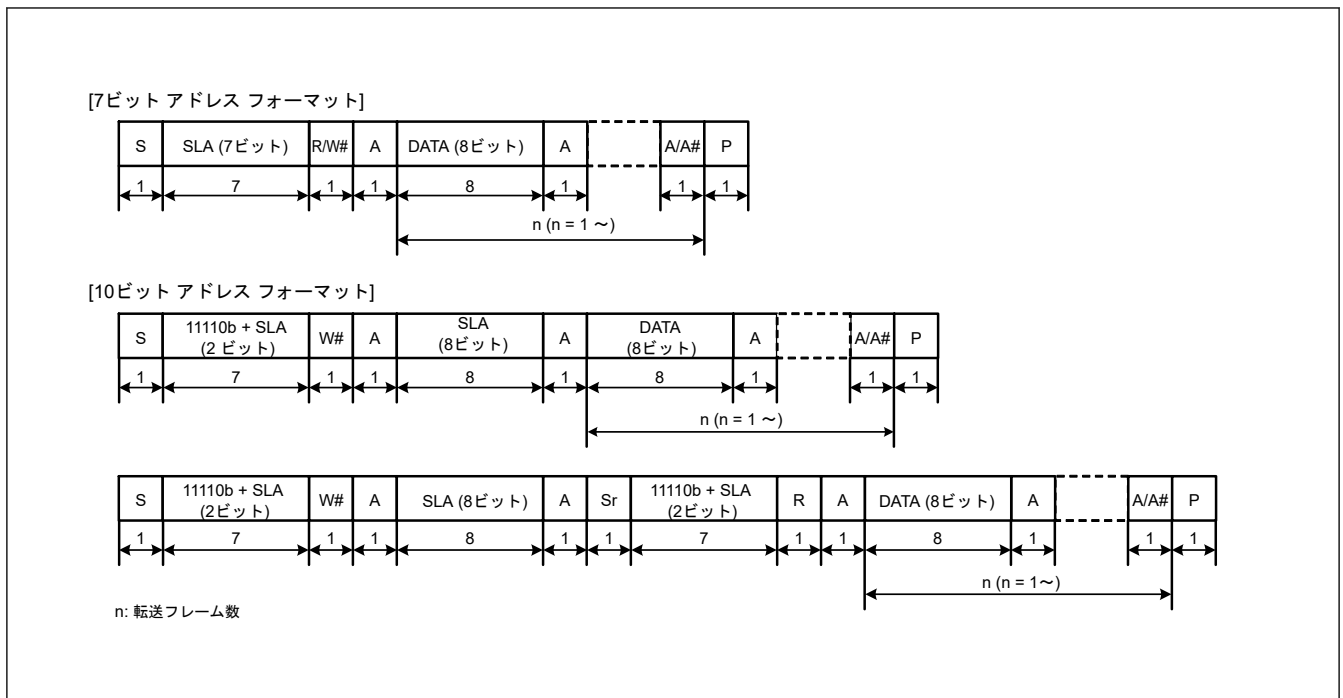 [7ビット アドレス フォーマット]
S SLA (7ビット) R/W# A DATA (8ビット) A A/A# P
1 7 1 1 8 1 1 1
n (n = 1 ～)
[10ビット アドレス フォーマット]
S 11110b + SLA (2 ビット) W# A SLA (8ビット) A DATA (8ビット) A A/A# P
1 7 1 1 8 1 8 1 1 1
n (n = 1 ～)
S 11110b + SLA (2ビット) W# A SLA (8ビット) A Sr 11110b + SLA (2ビット) R A DATA (8ビット) A A/A# P
1 7 1 1 8 1 1 7 1 1 8 1 1 1
n (n = 1～)
n: 転送フレーム数